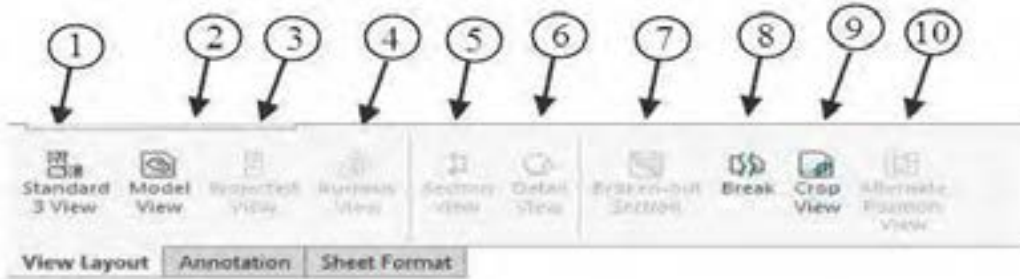 1 2 3 4 5 6 7 8 9 10
Standard Model Projected Auxiliary Section Detail Broken-out Break Crop Alternate
3 View View View View View View Section View Position
View
View Layout Annotation Sheet Format